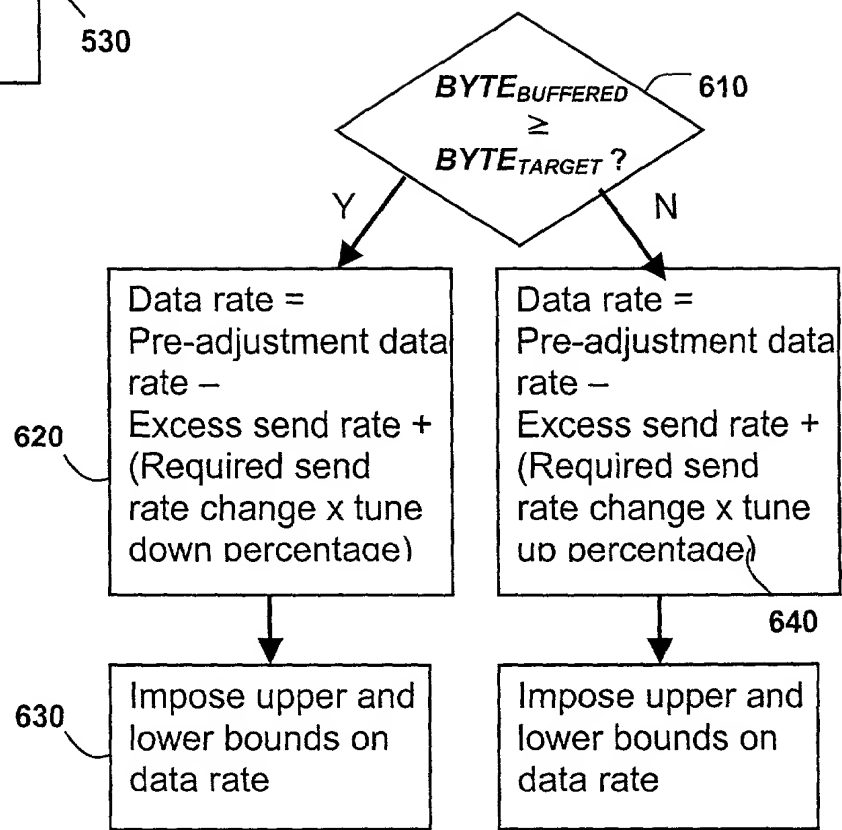 530
BYTE_BUFFERED
≥
BYTE_TARGET ?
610
Y
N
Data rate =
Pre-adjustment data
rate –
Excess send rate +
(Required send
rate change x tune
down percentage)
620
Data rate =
Pre-adjustment data
rate –
Excess send rate +
(Required send
rate change x tune
up percentage)
640
Impose upper and
lower bounds on
data rate
630
Impose upper and
lower bounds on
data rate